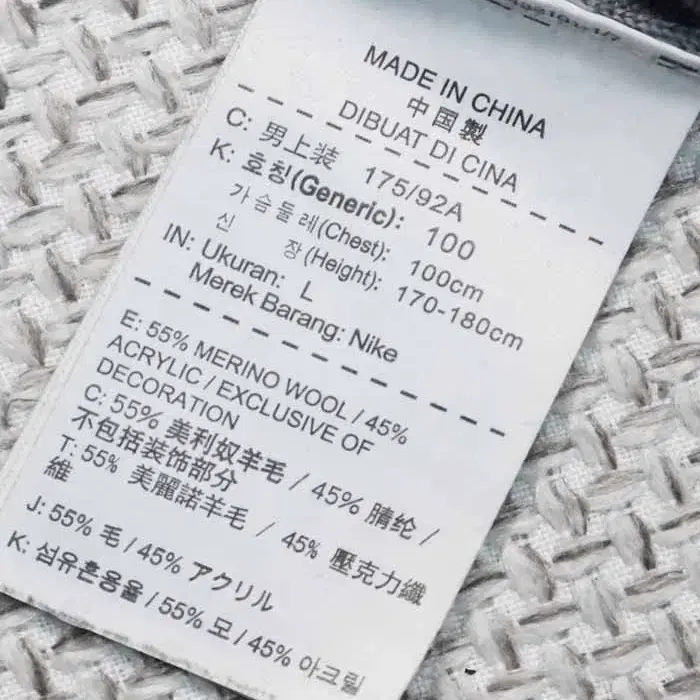 MADE IN CHINA
中国製
DIBUAT DI CINA
C: 男上装 175/92A
K: 호칭(Generic): 100
가슴둘레(Chest): 100cm
신 장(Height): 170-180cm
IN: Ukuran: L
Merek Barang: Nike
E: 55% MERINO WOOL / 45%
ACRYLIC / EXCLUSIVE OF
DECORATION
C: 55% 美利奴羊毛 / 45% 腈纶 /
不包括装饰部分
T: 55% 美麗諾羊毛 / 45% 壓克力纖
維
J: 55% 毛 / 45% アクリル
K: 섬유혼용율 / 55% 모 / 45% 아크릴